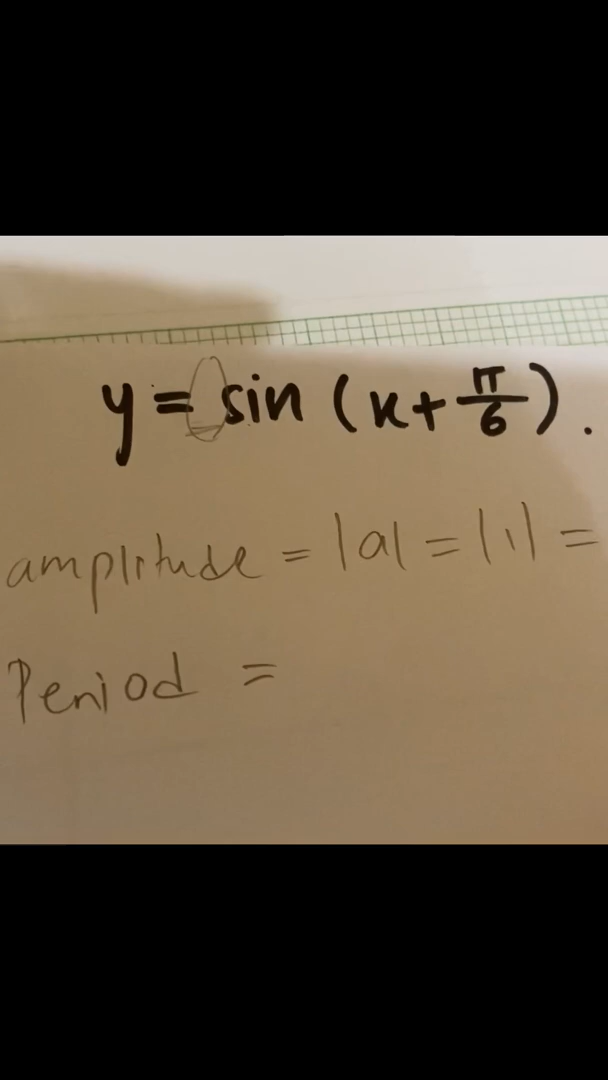 y = sin (x + π/6).
amplitude = |a| = |1| =
Period =